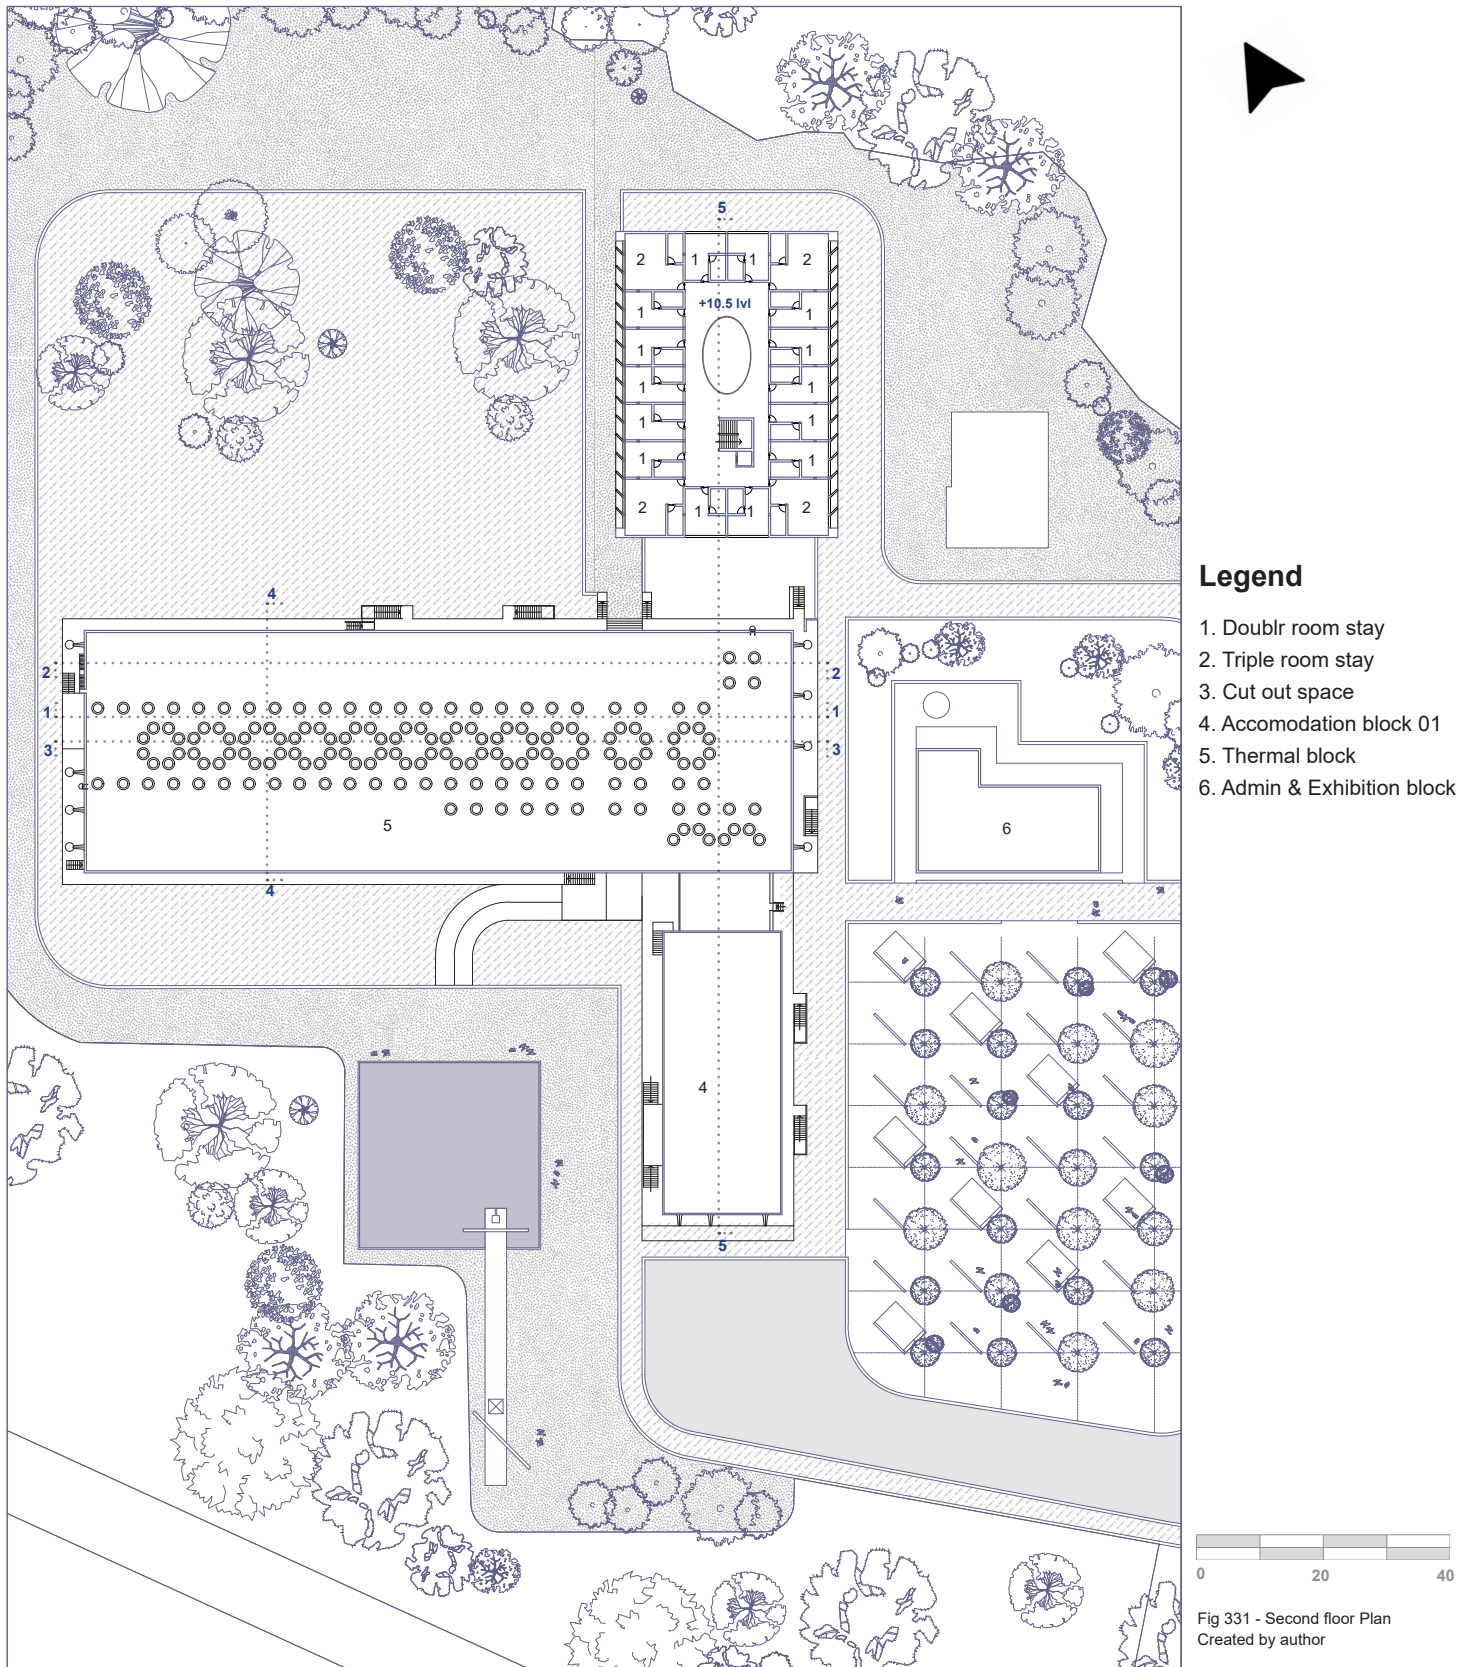 5
2 1 1 2
+10.5 lvl
1 1
1 1
1 1
1 1
1 1
2 1 1 2
4
2 2
1 1
3 3
5
6
4
4
5
Legend
1. Doublr room stay
2. Triple room stay
3. Cut out space
4. Accomodation block 01
5. Thermal block
6. Admin & Exhibition block
0 20 40
Fig 331 - Second floor Plan
Created by author